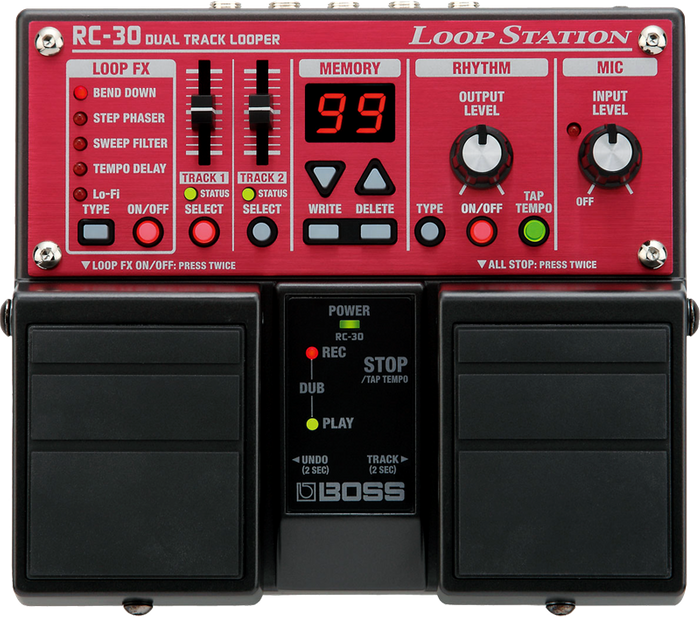 RC-30 DUAL TRACK LOOPER
LOOP STATION
LOOP FX
BEND DOWN
STEP PHASER
SWEEP FILTER
TEMPO DELAY
Lo-Fi
TYPE
ON/OFF
TRACK 1
STATUS
SELECT
TRACK 2
STATUS
SELECT
MEMORY
99
WRITE
DELETE
RHYTHM
OUTPUT
LEVEL
TYPE
ON/OFF
TAP
TEMPO
MIC
INPUT
LEVEL
OFF
▼LOOP FX ON/OFF: PRESS TWICE
▼ALL STOP: PRESS TWICE
POWER
RC-30
REC
DUB
PLAY
STOP
/TAP TEMPO
◀UNDO
(2 SEC)
TRACK▶
(2 SEC)
BOSS